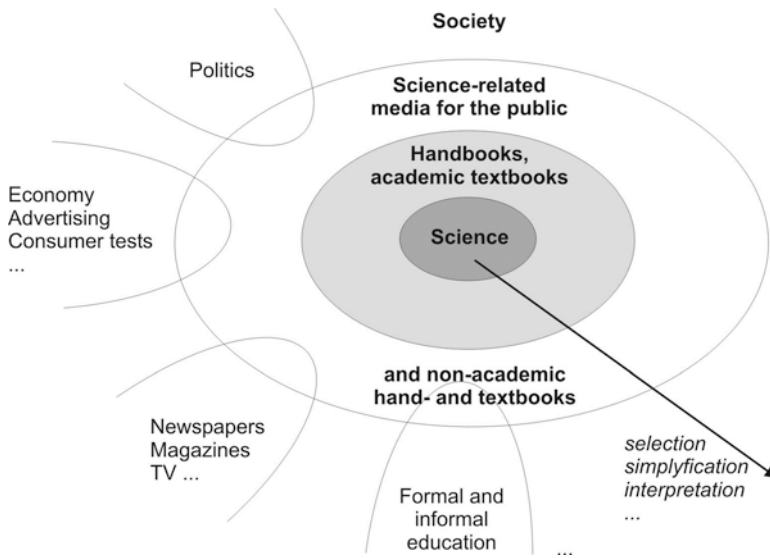 Society
Politics
Science-related
media for the public
Handbooks,
academic textbooks
Economy
Advertising
Consumer tests
...
Science
and non-academic
hand- and textbooks
Newspapers
Magazines
TV ...
selection
simplyfication
interpretation
...
Formal and
informal
education
...